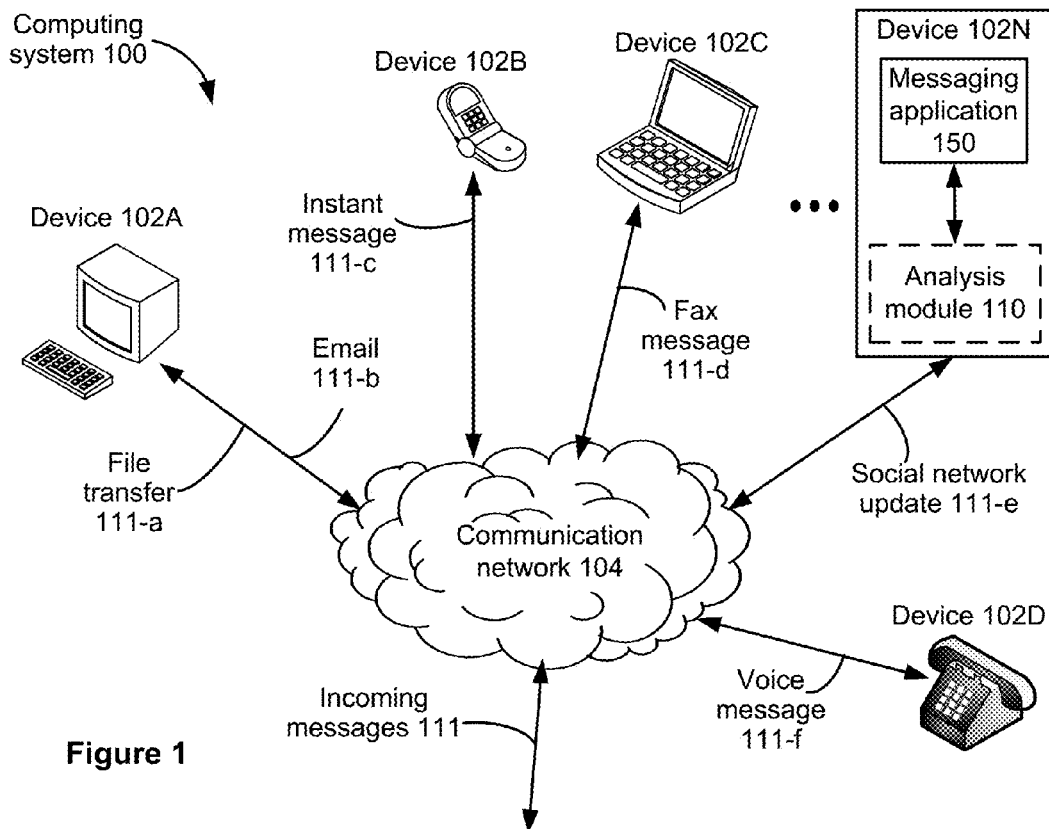 Computing
system 100
Device 102B
Device 102C
Device 102N
Messaging
application
150
Analysis
module 110
Device 102A
Instant
message
111-c
Fax
message
111-d
Email
111-b
File
transfer
111-a
Social network
update 111-e
Communication
network 104
Device 102D
Incoming
messages 111
Voice
message
111-f
Figure 1